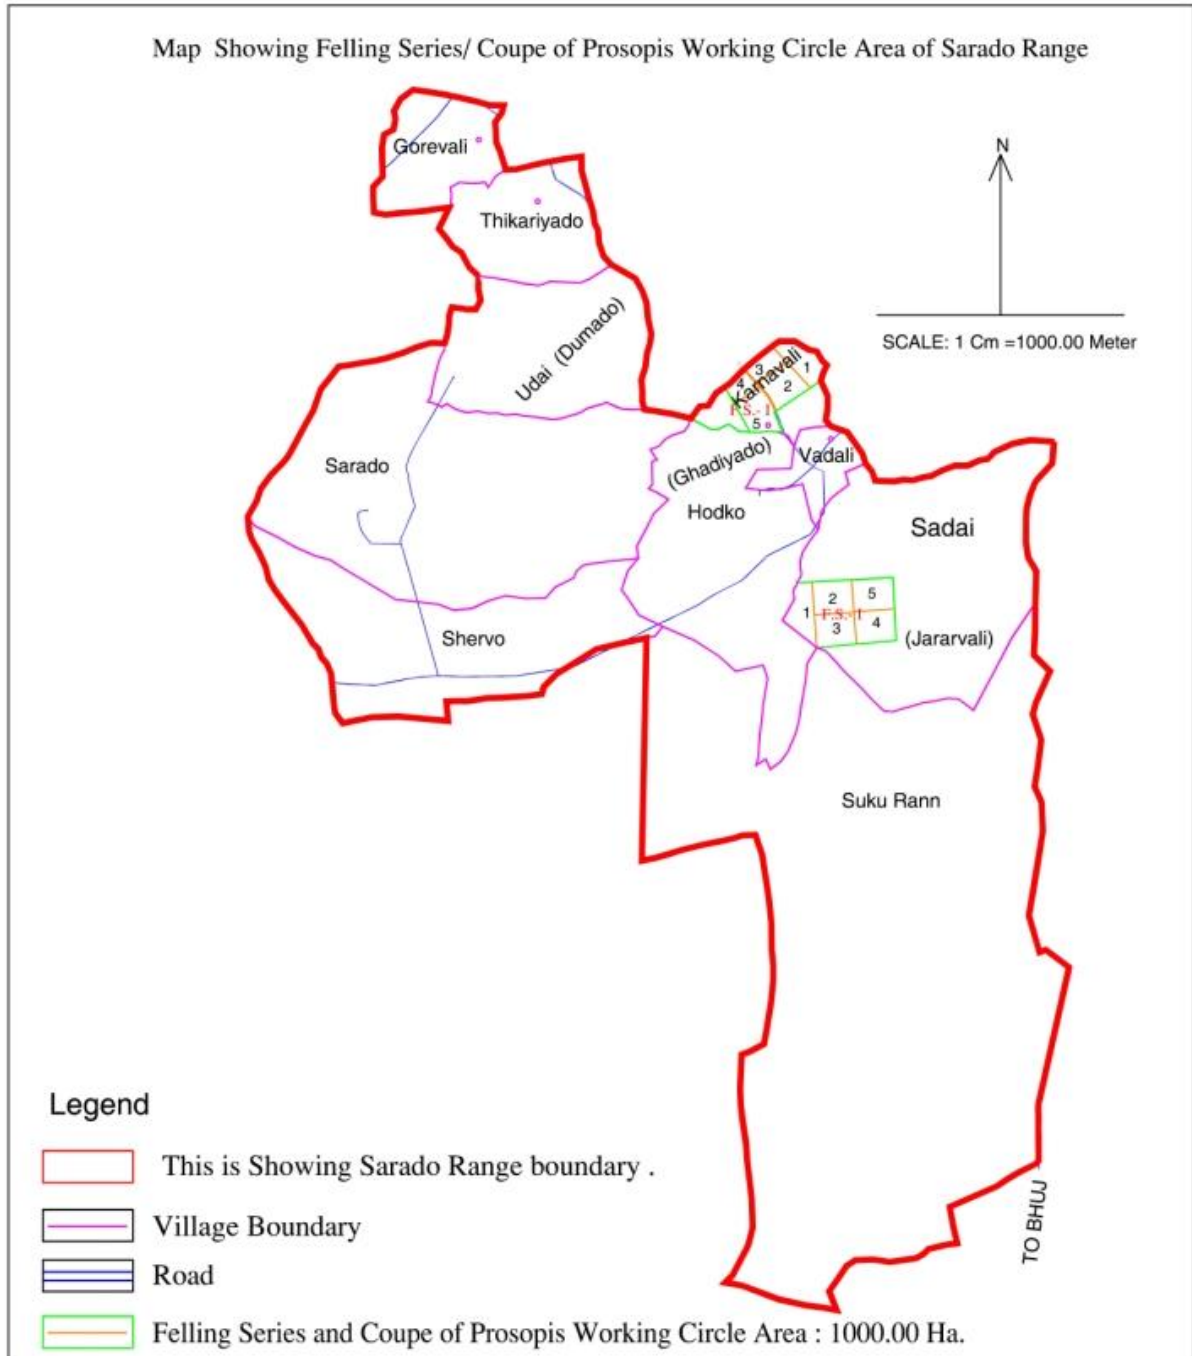 Map Showing Felling Series/ Coupe of Prosopis Working Circle Area of Sarado Range
Gorevali
N
Thikariyado
Udai (Dumado)
SCALE: 1 Cm =1000.00 Meter
Karnavali
3
1
4
2
F.S.- 1
5
Sarado
(Ghadiyado)
Vadali
Hodko
Sadai
2
5
1
F.S.- 1
3
4
Shervo
(Jararvali)
Suku Rann
TO BHUJ
Legend
This is Showing Sarado Range boundary .
Village Boundary
Road
Felling Series and Coupe of Prosopis Working Circle Area : 1000.00 Ha.